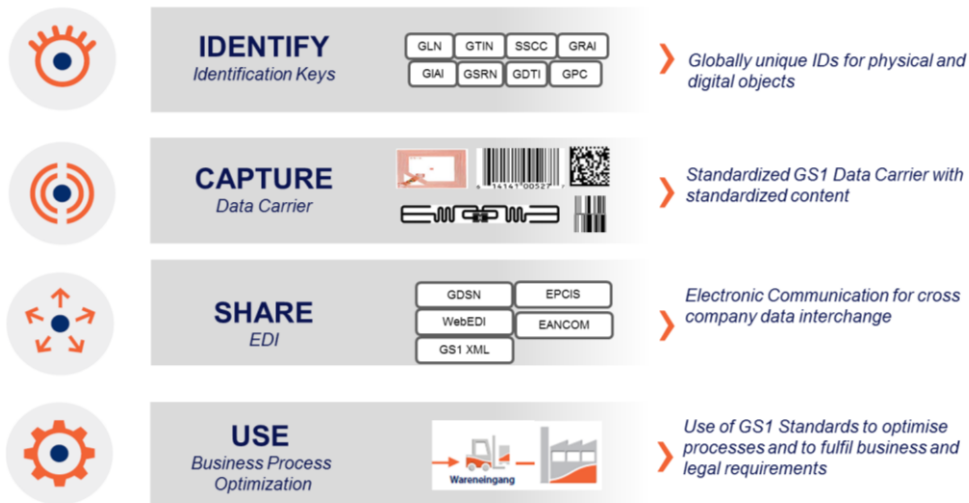 IDENTIFY
Identification Keys
GLN
GTIN
SSCC
GRAI
GIAI
GSRN
GDTI
GPC
Globally unique IDs for physical and
digital objects
CAPTURE
Data Carrier
14141 00527
Standardized GS1 Data Carrier with
standardized content
SHARE
EDI
GDSN
EPCIS
WebEDI
EANCOM
GS1 XML
Electronic Communication for cross
company data interchange
USE
Business Process
Optimization
Wareneingang
Use of GS1 Standards to optimise
processes and to fulfil business and
legal requirements